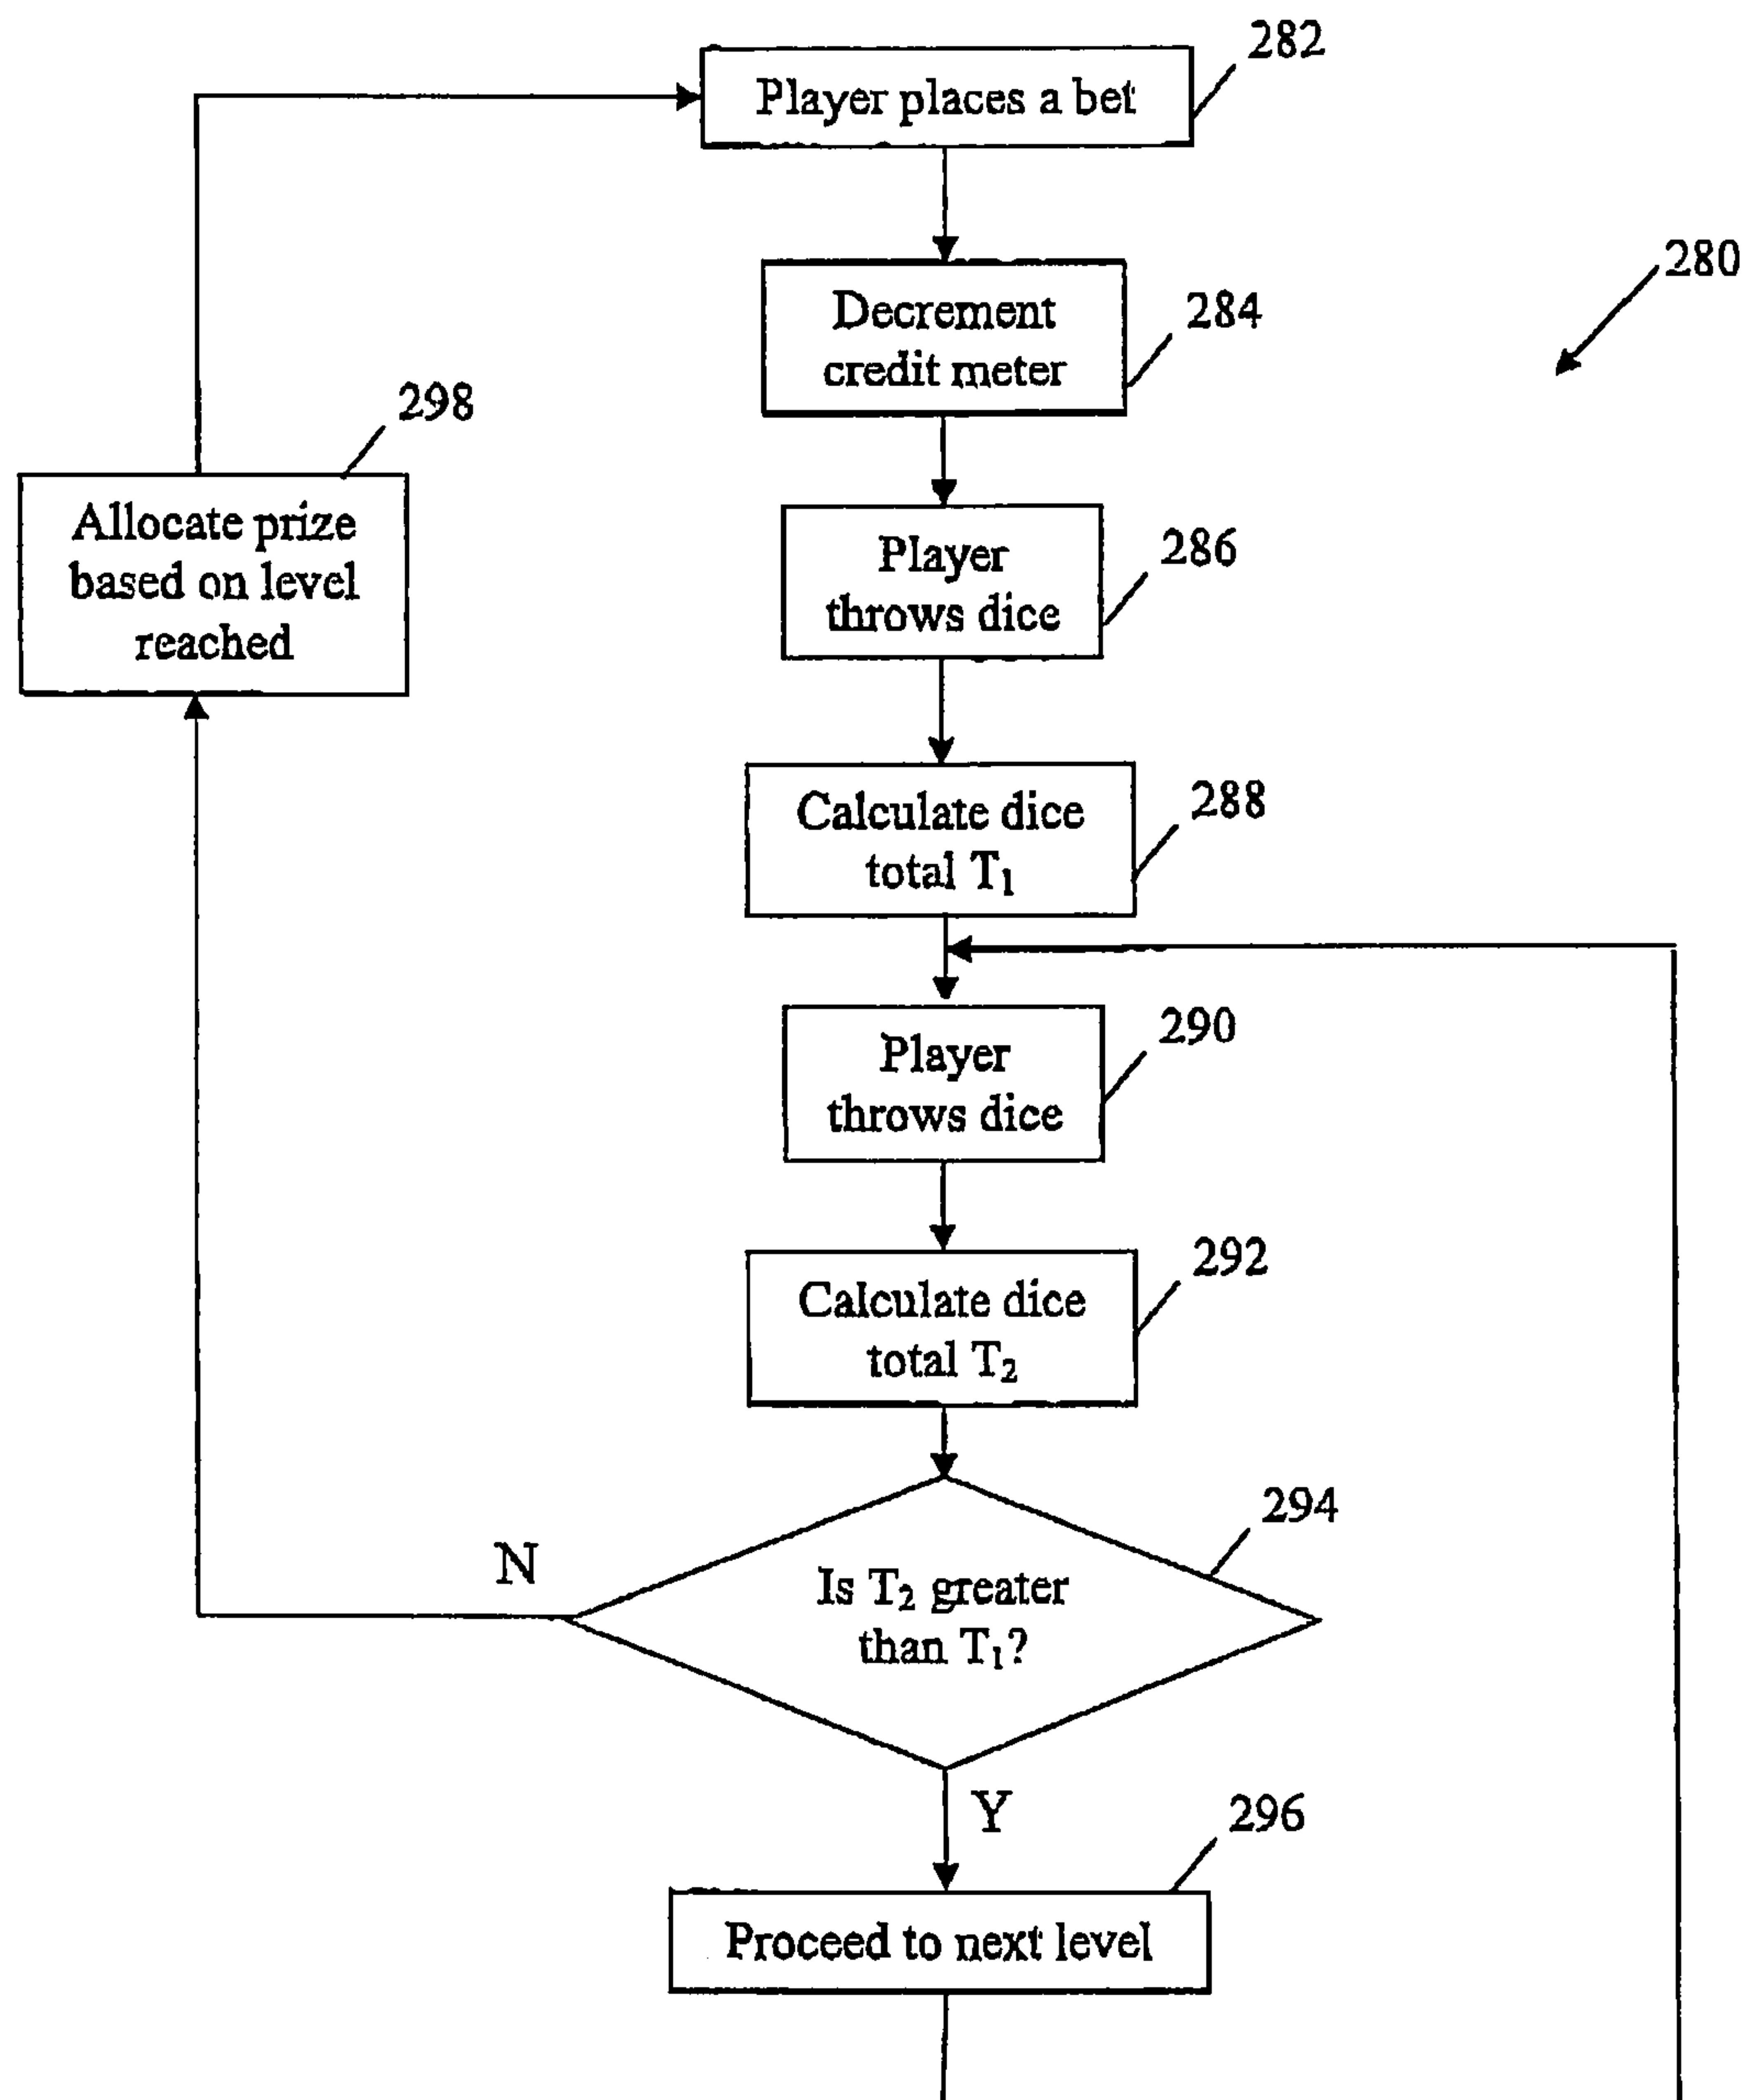 282
Player places a bet
280
Decrement
credit meter
284
298
Allocate prize
based on level
reached
Player
throws dice
286
Calculate dice
total T₁
288
Player
throws dice
290
Calculate dice
total T₂
292
294
N
Is T₂ greater
than T₁?
Y
296
Proceed to next level